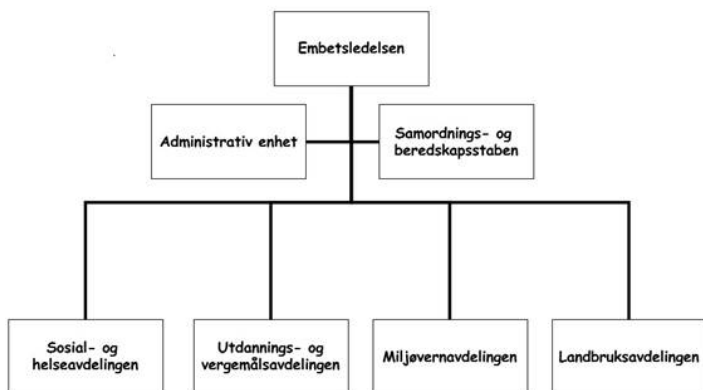 Embetsledelsen
Administrativ enhet
Samordnings- og
beredskapsstaben
Sosial- og
helseavdelingen
Utdannings- og
vergemålsavdelingen
Miljøvernavdelingen
Landbruksavdelingen